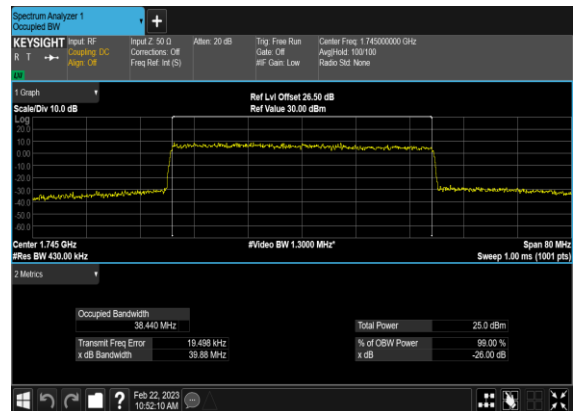 Spectrum Analyzer 1
Occupied BW
KEYSIGHT Input: RF Input Z: 50 Ω Atten: 20 dB Trig: Free Run Center Freq: 1.745000000 GHz
R T Coupling: DC Corrections: Off Gate: Off Avg|Hold: 100/100
Align: Off Freq Ref: Int (S) #IF Gain: Low Radio Std: None
1 Graph Ref Lvl Offset 26.50 dB
Scale/Div 10.0 dB Ref Value 30.00 dBm
Log
20.0
10.0
0.00
-10.0
-20.0
-30.0
-40.0
-50.0
-60.0
Center 1.745 GHz #Video BW 1.3000 MHz* Span 80 MHz
#Res BW 430.00 kHz Sweep 1.00 ms (1001 pts)
2 Metrics
Occupied Bandwidth
38.440 MHz Total Power 25.0 dBm
Transmit Freq Error 19.498 kHz % of OBW Power 99.00 %
x dB Bandwidth 39.88 MHz x dB -26.00 dB
? Feb 22, 2023
10:52:10 AM